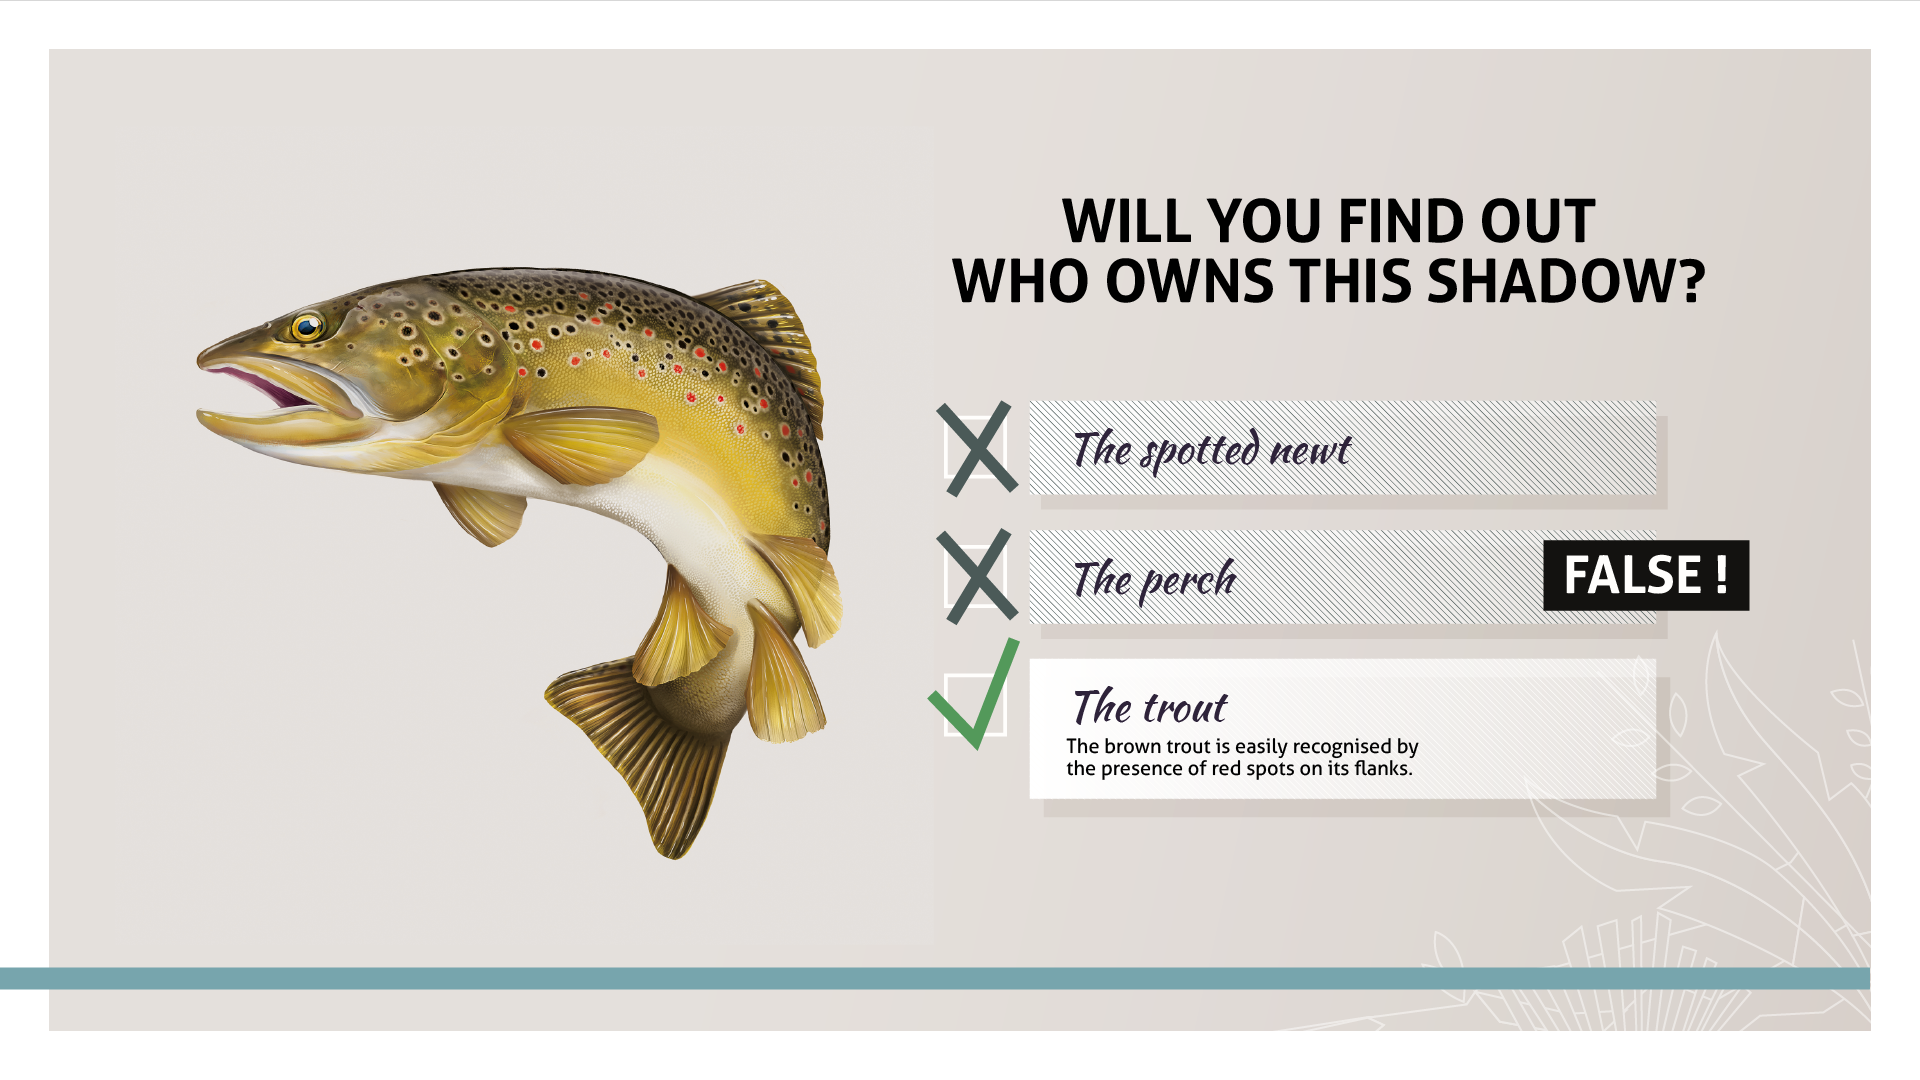 WILL YOU FIND OUT
WHO OWNS THIS SHADOW?
The spotted newt
The perch
FALSE !
The trout
The brown trout is easily recognised by
the presence of red spots on its flanks.